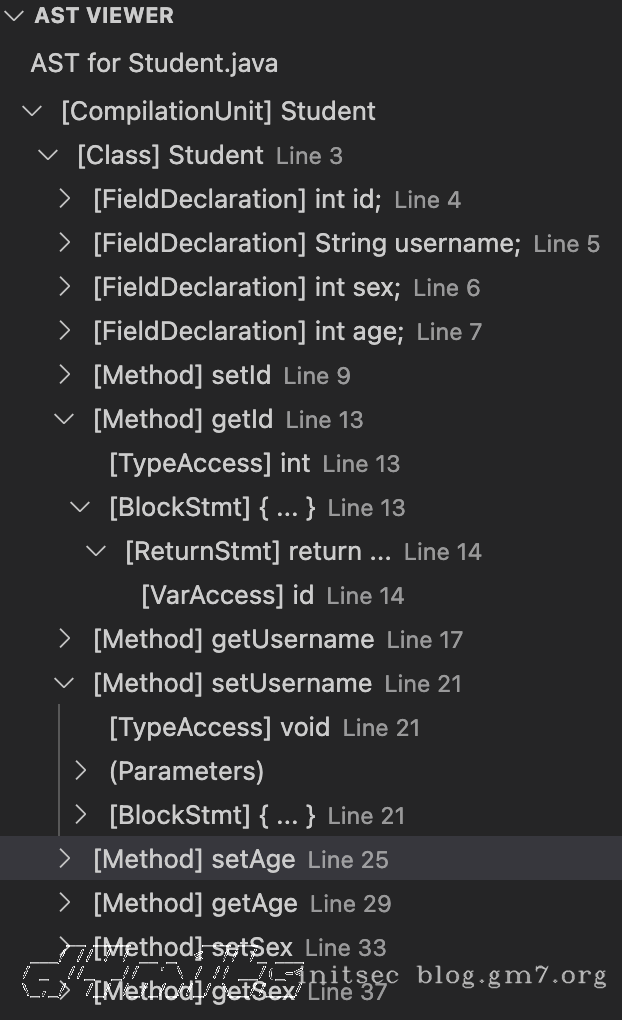 AST VIEWER
AST for Student.java
[CompilationUnit] Student
[Class] Student Line 3
[FieldDeclaration] int id; Line 4
[FieldDeclaration] String username; Line 5
[FieldDeclaration] int sex; Line 6
[FieldDeclaration] int age; Line 7
[Method] setId Line 9
[Method] getId Line 13
[TypeAccess] int Line 13
[BlockStmt] { ... } Line 13
[ReturnStmt] return ... Line 14
[VarAccess] id Line 14
[Method] getUsername Line 17
[Method] setUsername Line 21
[TypeAccess] void Line 21
(Parameters)
[BlockStmt] { ... } Line 21
[Method] setAge Line 25
[Method] getAge Line 29
[Method] setSex Line 33
initsec blog.gm7.org
[Method] getSex Line 37